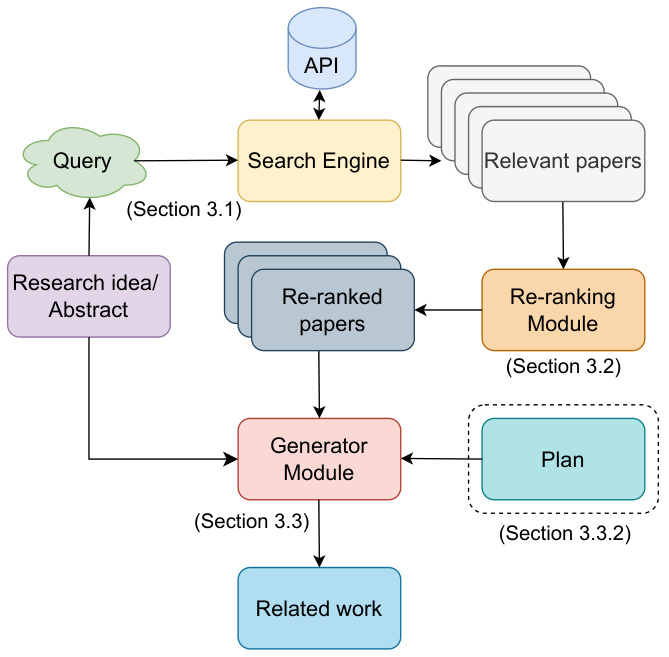 API
Query
Search Engine
Relevant papers
(Section 3.1)
Research idea/
Abstract
Re-ranked
papers
Re-ranking
Module
(Section 3.2)
Generator
Module
Plan
(Section 3.3)
(Section 3.3.2)
Related work